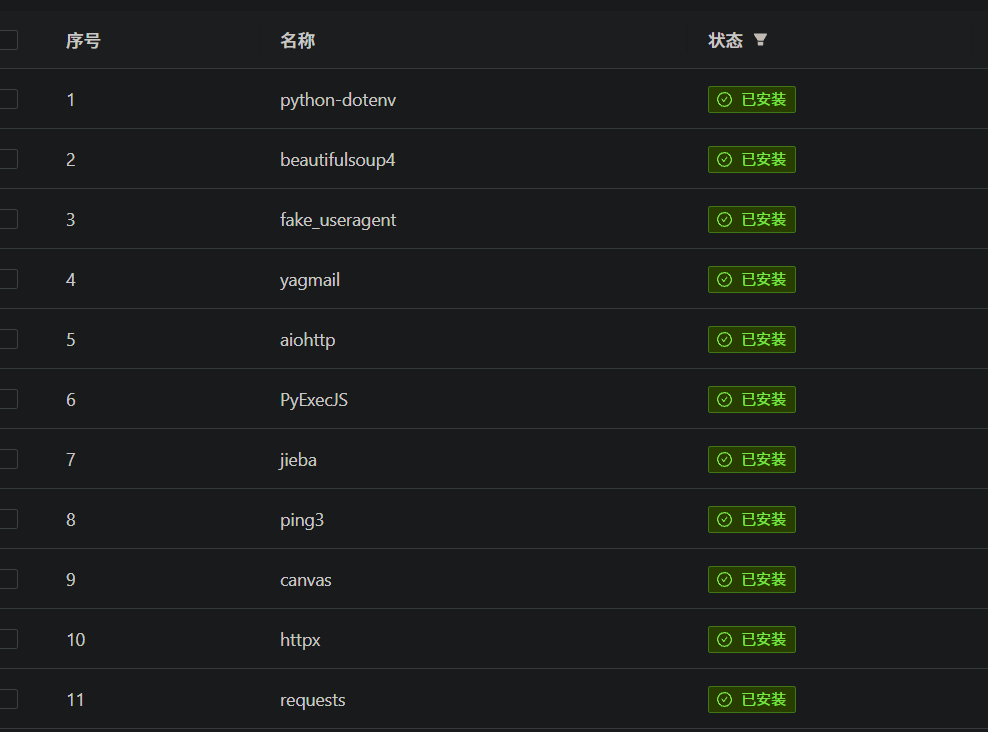 序号 名称 状态
1 python-dotenv 已安装
2 beautifulsoup4 已安装
3 fake_useragent 已安装
4 yagmail 已安装
5 aiohttp 已安装
6 PyExecJS 已安装
7 jieba 已安装
8 ping3 已安装
9 canvas 已安装
10 httpx 已安装
11 requests 已安装